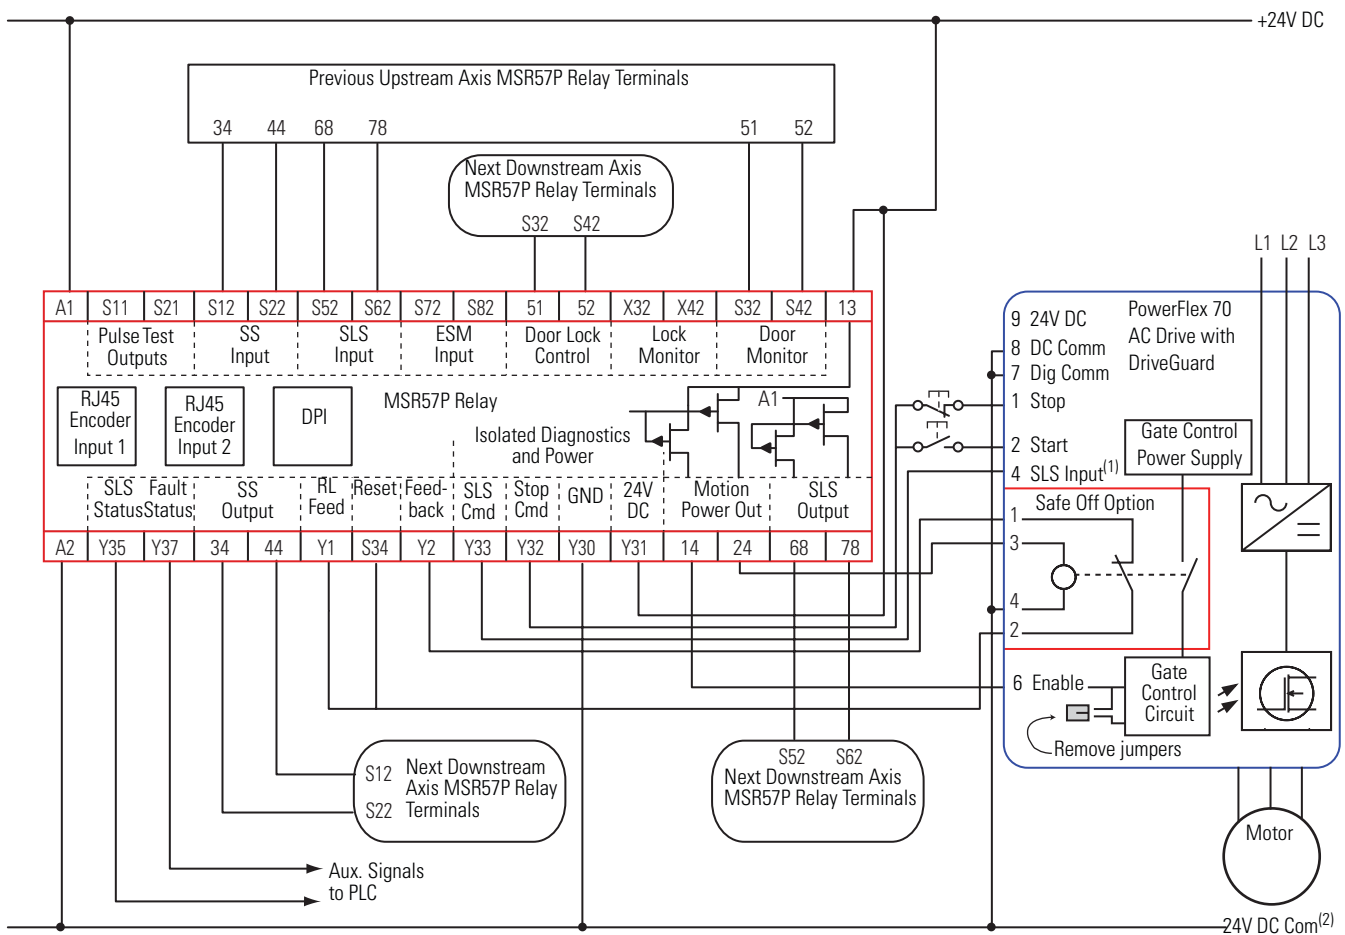 +24V DC
Previous Upstream Axis MSR57P Relay Terminals
34 44 68 78 51 52
Next Downstream Axis
MSR57P Relay Terminals
S32 S42
L1 L2 L3
A1 S11 S21 S12 S22 S52 S62 S72 S82 51 52 X32 X42 S32 S42 13
Pulse Test
Outputs
SS
Input
SLS
Input
ESM
Input
Door Lock
Control
Lock
Monitor
Door
Monitor
RJ45
Encoder
Input 1
RJ45
Encoder
Input 2
DPI
MSR57P Relay
A1
Isolated Diagnostics
and Power
SLS
Status
Fault
Status
SS
Output
RL
Feed
Reset
Feed-
back
SLS
Cmd
Stop
Cmd
GND
24V
DC
Motion
Power Out
SLS
Output
A2 Y35 Y37 34 44 Y1 S34 Y2 Y33 Y32 Y30 Y31 14 24 68 78
PowerFlex 70
AC Drive with
DriveGuard
9 24V DC
8 DC Comm
7 Dig Comm
1 Stop
2 Start
4 SLS Input(1)
Gate Control
Power Supply
Safe Off Option
1
3
4
2
6 Enable
Gate
Control
Circuit
Remove jumpers
S12
S22
Next Downstream
Axis MSR57P Relay
Terminals
S52 S62
Next Downstream Axis
MSR57P Relay Terminals
Motor
Aux. Signals
to PLC
24V DC Com(2)